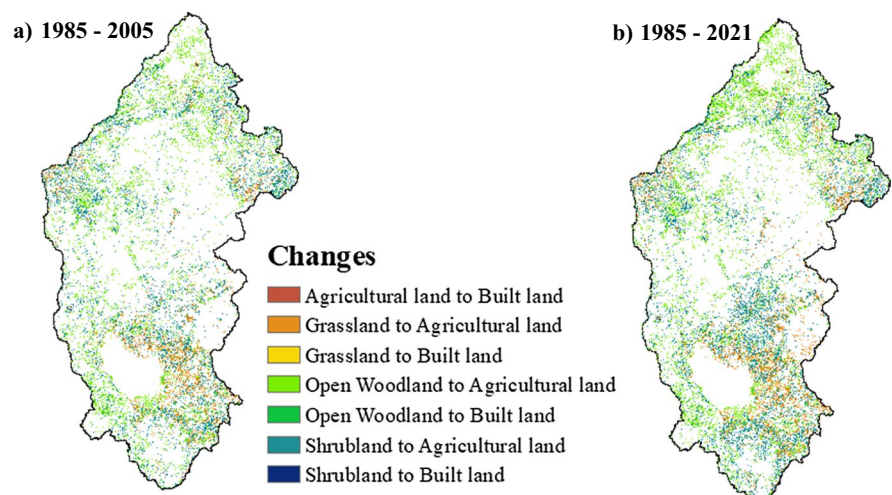 a) 1985 - 2005
b) 1985 - 2021
Changes
Agricultural land to Built land
Grassland to Agricultural land
Grassland to Built land
Open Woodland to Agricultural land
Open Woodland to Built land
Shrubland to Agricultural land
Shrubland to Built land